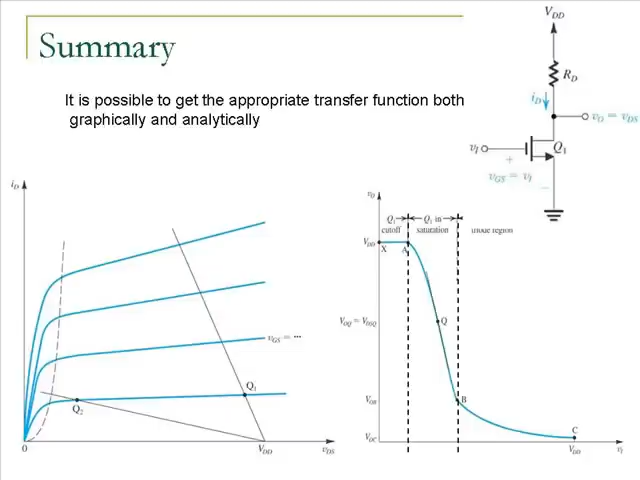 Summary
It is possible to get the appropriate transfer function both
graphically and analytically
V_DD
R_D
i_D
v_O = v_DS
v_I
Q_1
+
v_GS = v_I
−
i_D
v_GS = ···
Q_1
Q_2
0
V_DD
v_DS
v_O
Q_1 Q_1 in
cutoff saturation triode region
V_DD
X A
V_OQ = V_DSQ
Q
V_OB
B
V_OC
C
V_DD
v_I